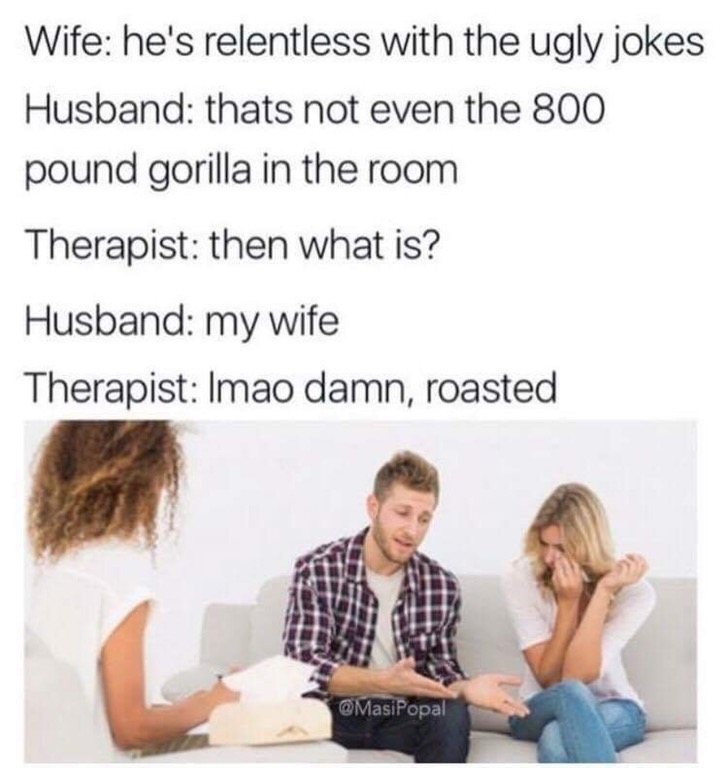 Wife: he's relentless with the ugly jokes
Husband: thats not even the 800
pound gorilla in the room
Therapist: then what is?
Husband: my wife
Therapist: lmao damn, roasted
@MasiPopal